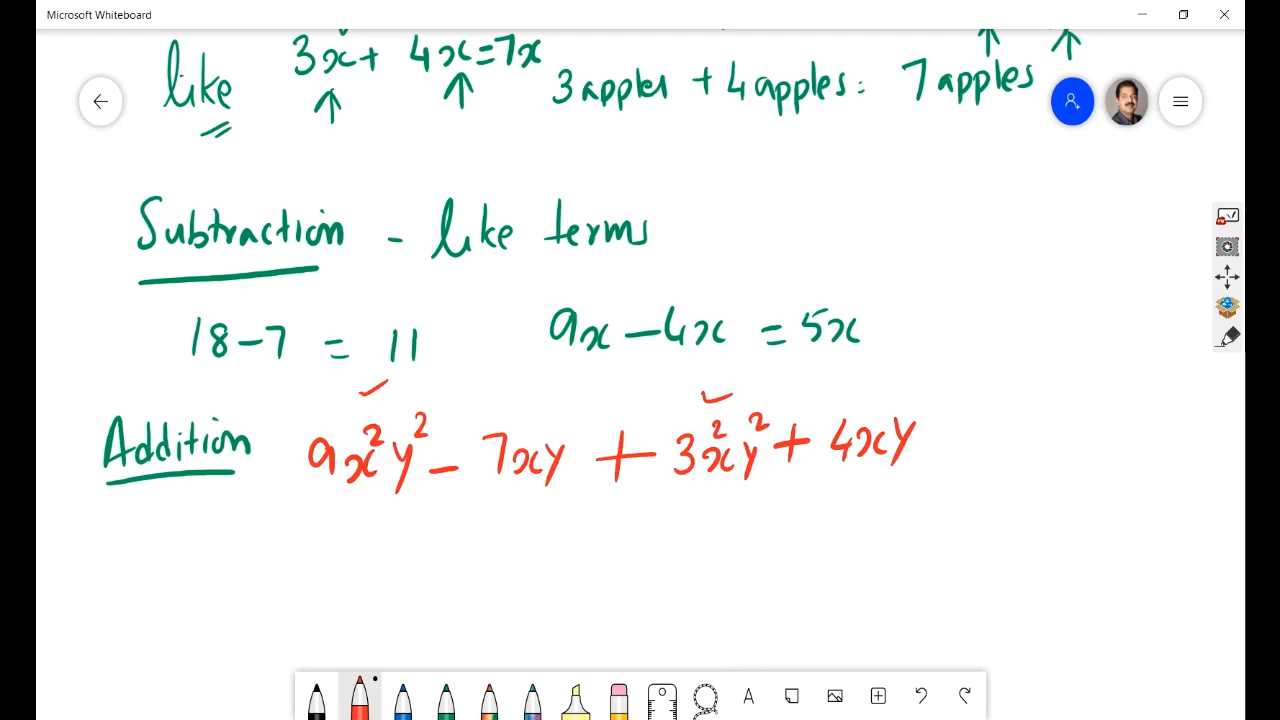 Microsoft Whiteboard
like 3x + 4x = 7x 3 apples + 4 apples = 7 apples
Subtraction - like terms
18 - 7 = 11 9x - 4x = 5x
Addition 9x²y² - 7xy + 3x²y² + 4xy
A